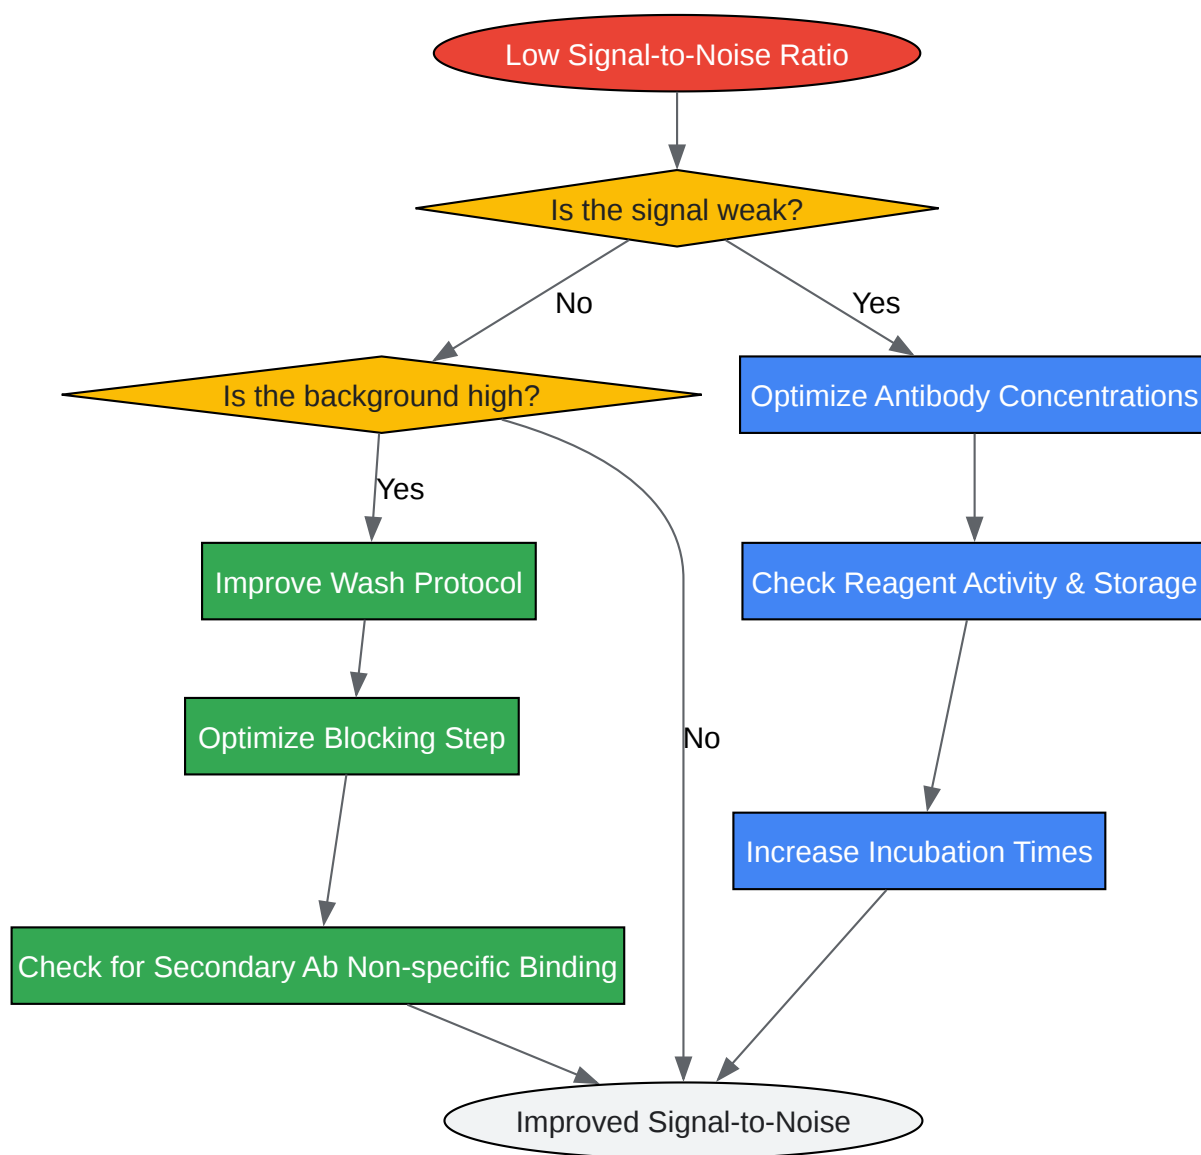 Low Signal-to-Noise Ratio
Is the signal weak?
No
Yes
Is the background high?
Optimize Antibody Concentrations
Yes
Improve Wash Protocol
Check Reagent Activity & Storage
Optimize Blocking Step
No
Increase Incubation Times
Check for Secondary Ab Non-specific Binding
Improved Signal-to-Noise